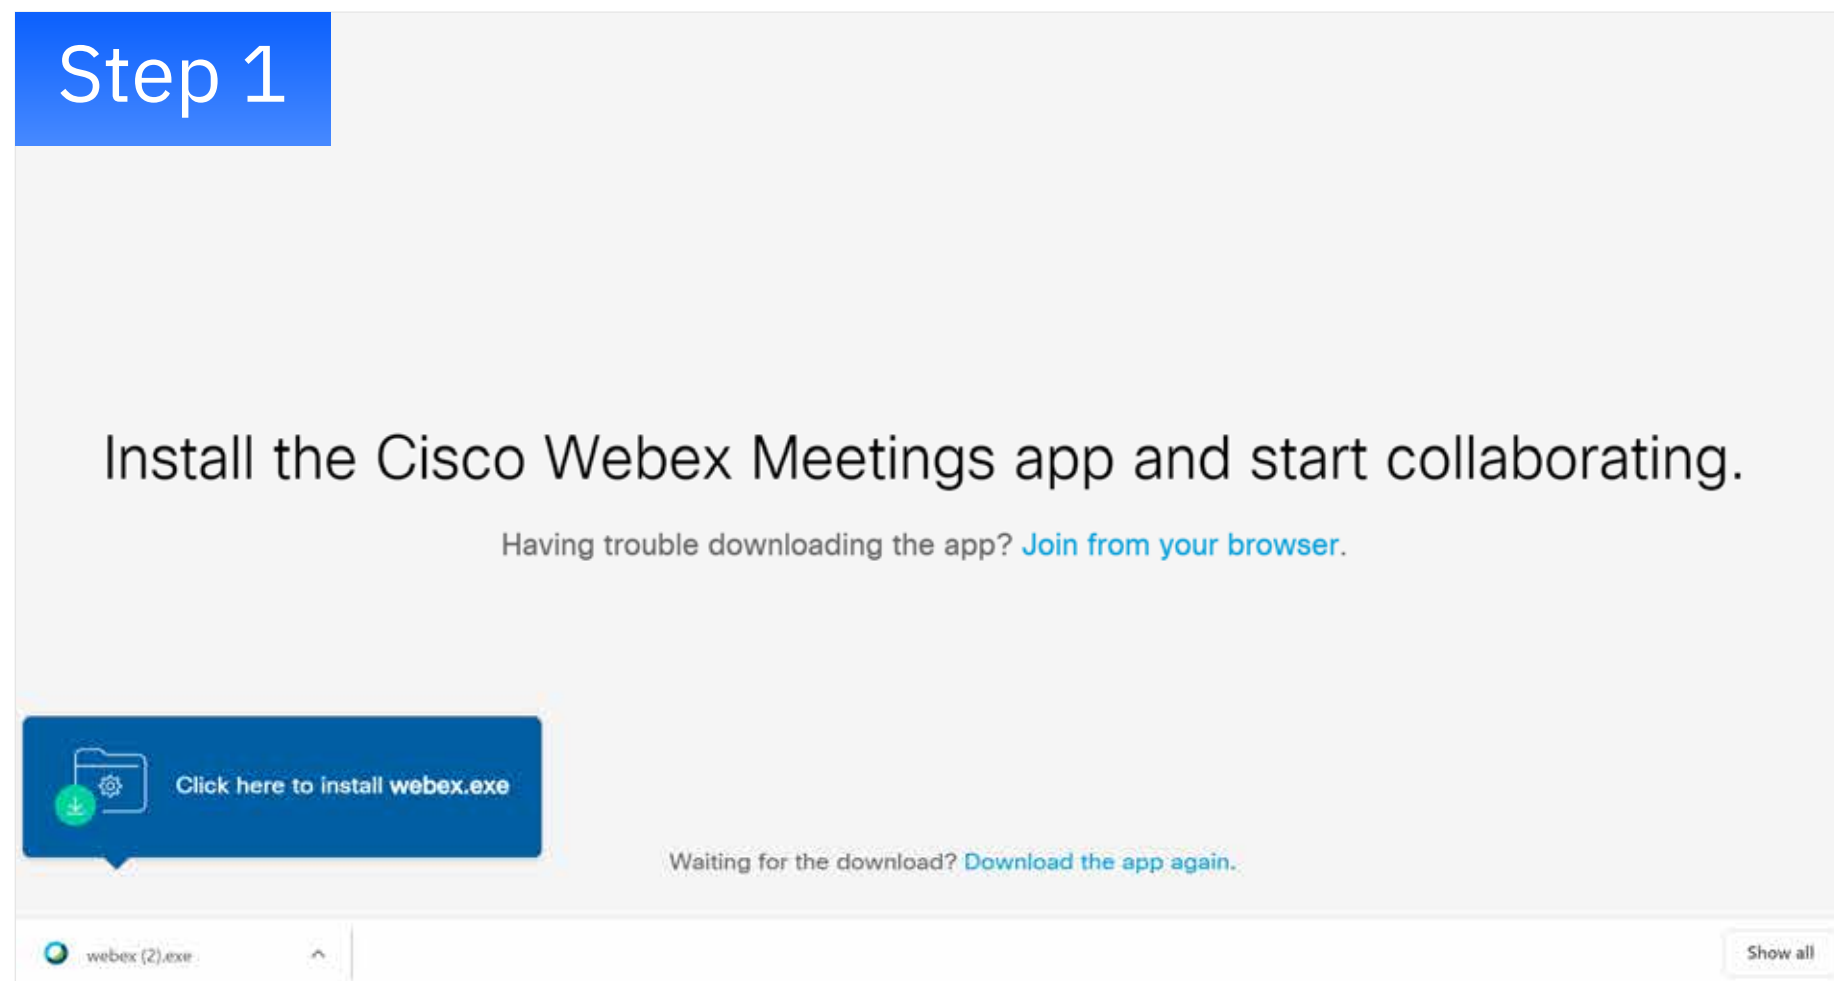 Step 1
Install the Cisco Webex Meetings app and start collaborating.
Having trouble downloading the app? Join from your browser.
Click here to install webex.exe
Waiting for the download? Download the app again.
webex (2).exe
Show all